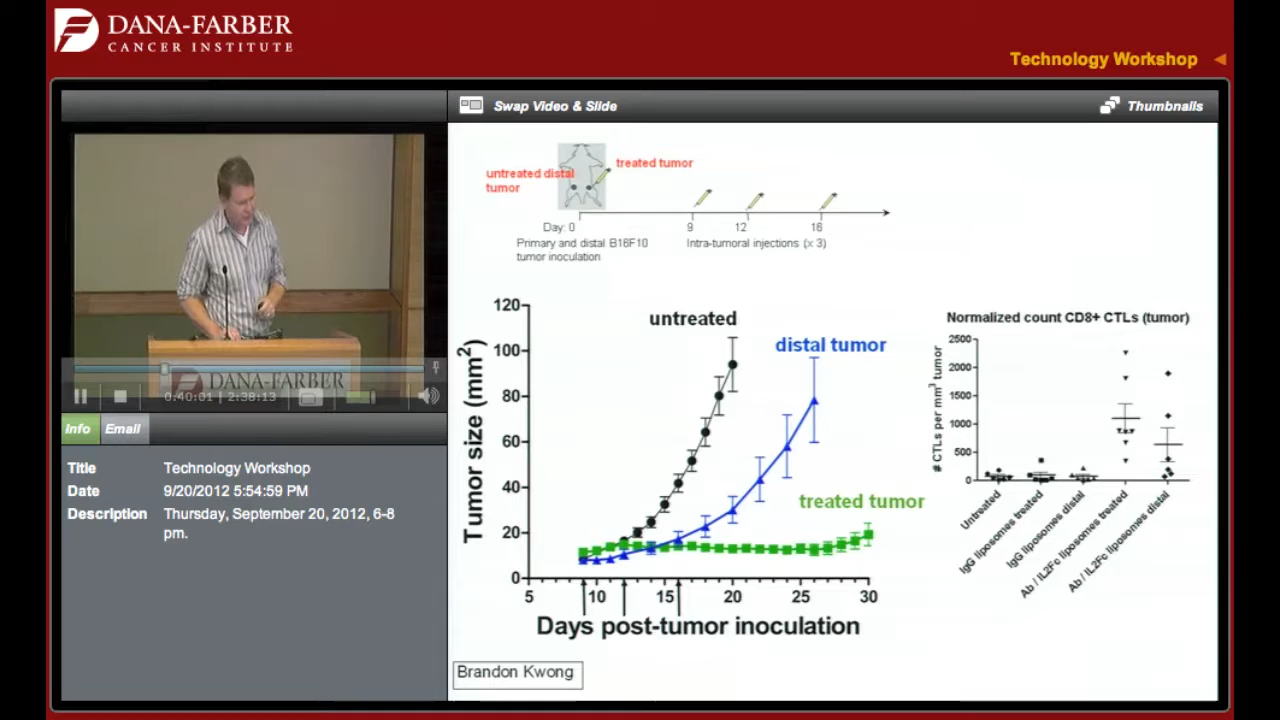 DANA-FARBER
CANCER INSTITUTE
Technology Workshop
Swap Video & Slide
Thumbnails
DANA-FARBER
0:40:01 / 2:38:13
Info
Email
Title
Technology Workshop
Date
9/20/2012 5:54:59 PM
Description
Thursday, September 20, 2012, 6-8
pm.
untreated distal
tumor
treated tumor
Day: 0
9
12
16
Primary and distal B16F10
tumor inoculation
Intra-tumoral injections (x 3)
Tumor size (mm²)
120
100
80
60
40
20
0
5
10
15
20
25
30
untreated
distal tumor
treated tumor
Days post-tumor inoculation
Normalized count CD8+ CTLs (tumor)
# CTLs per mm³ tumor
2500
2000
1500
1000
500
0
Untreated
IgG liposomes treated
IgG liposomes distal
Ab / IL2Fc liposomes treated
Ab / IL2Fc liposomes distal
Brandon Kwong